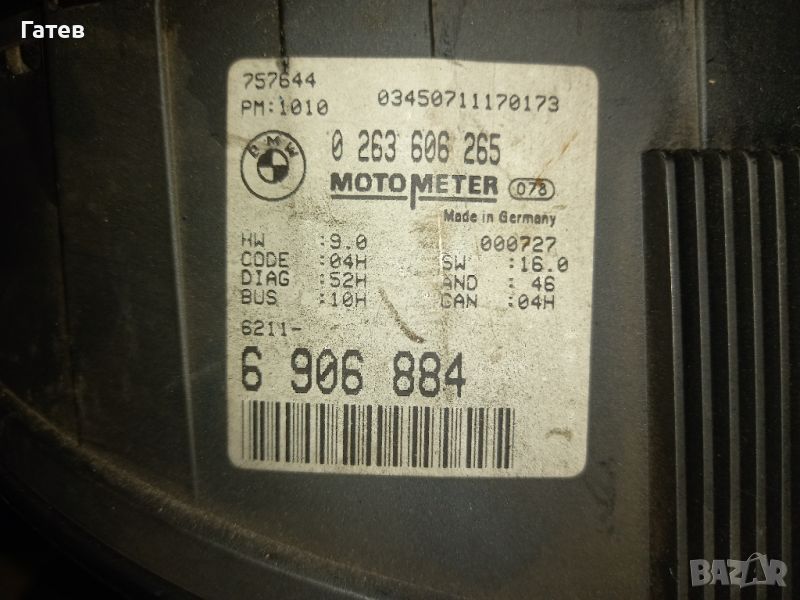 Гатев
757644
PM:1010 03450711170173
BMW 0 263 606 265
MOTOMETER 078
Made in Germany
HW :9.0 000727
CODE :04H SW :16.0
DIAG :52H AND : 46
BUS :10H CAN :04H
6211-
6 906 884
BAZAR